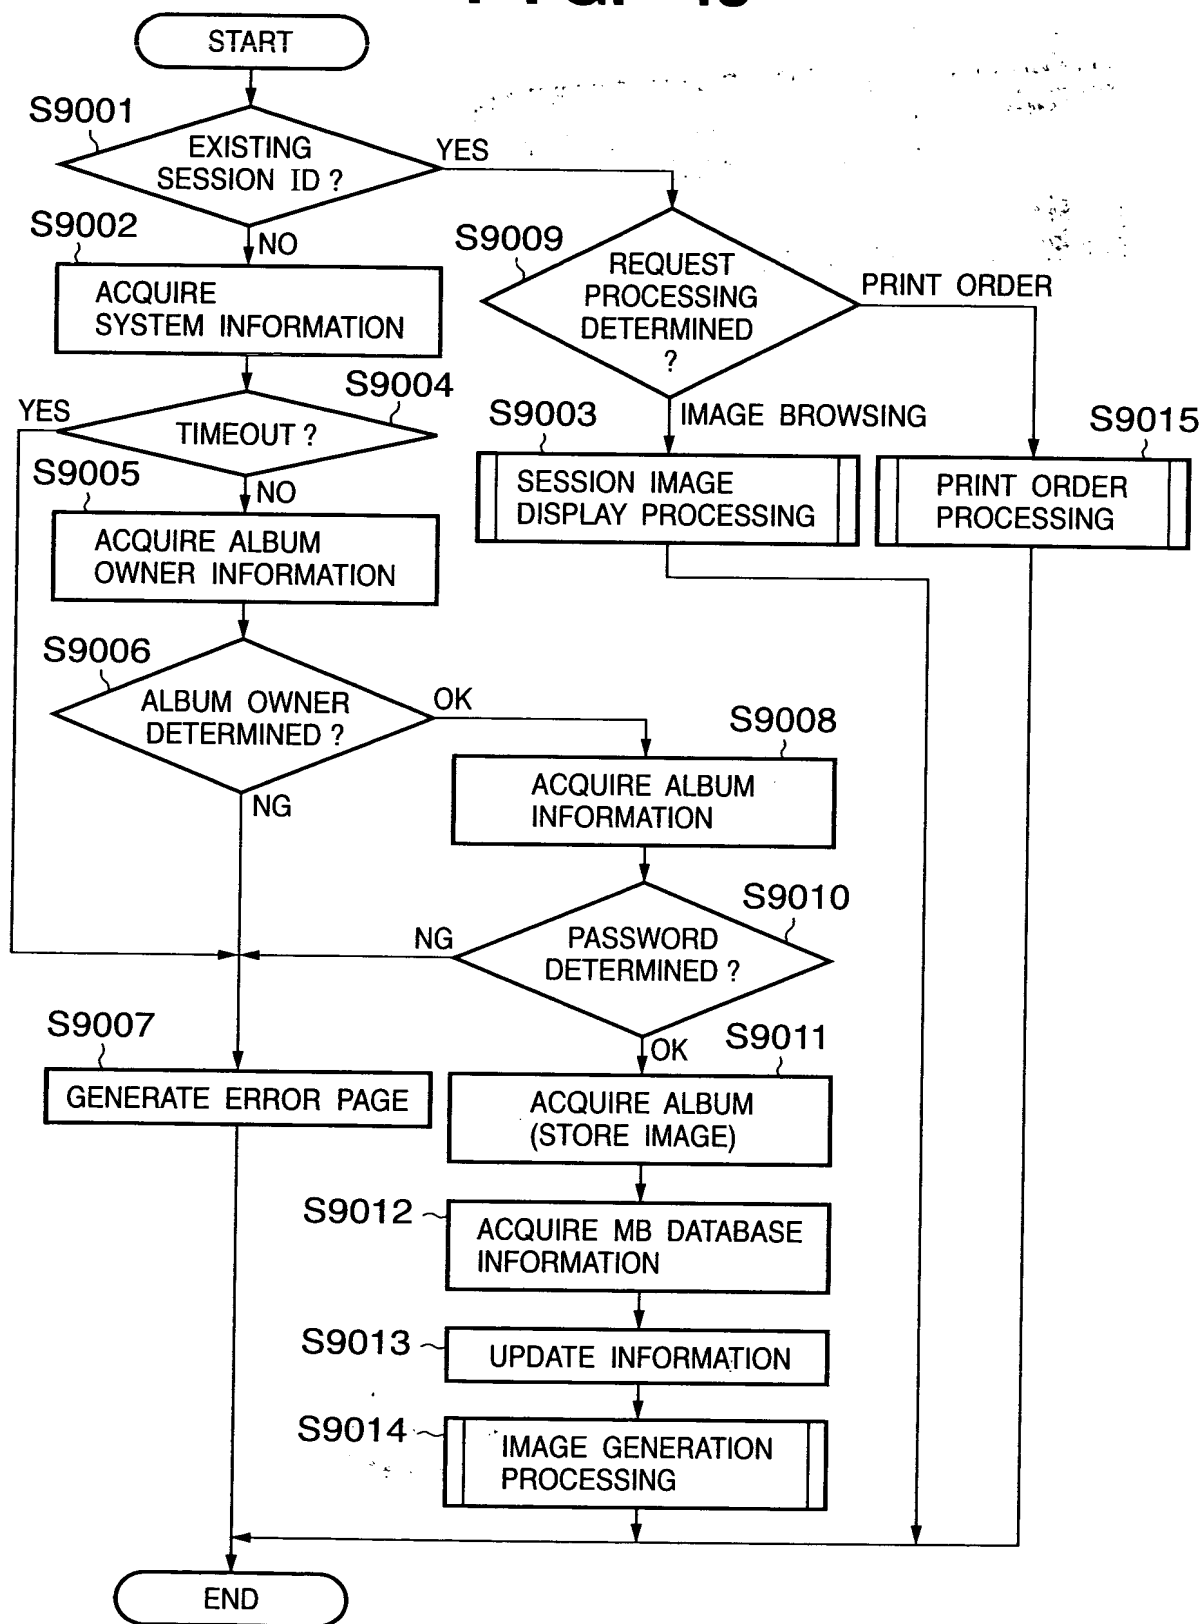 START
S9001
EXISTING
SESSION ID ?
YES
NO
S9002
ACQUIRE
SYSTEM INFORMATION
S9009
REQUEST
PROCESSING
DETERMINED
?
PRINT ORDER
IMAGE BROWSING
S9004
TIMEOUT ?
YES
NO
S9003
SESSION IMAGE
DISPLAY PROCESSING
S9015
PRINT ORDER
PROCESSING
S9005
ACQUIRE ALBUM
OWNER INFORMATION
S9006
ALBUM OWNER
DETERMINED ?
OK
NG
S9008
ACQUIRE ALBUM
INFORMATION
S9010
PASSWORD
DETERMINED ?
NG
OK
S9007
GENERATE ERROR PAGE
S9011
ACQUIRE ALBUM
(STORE IMAGE)
S9012
ACQUIRE MB DATABASE
INFORMATION
S9013
UPDATE INFORMATION
S9014
IMAGE GENERATION
PROCESSING
END